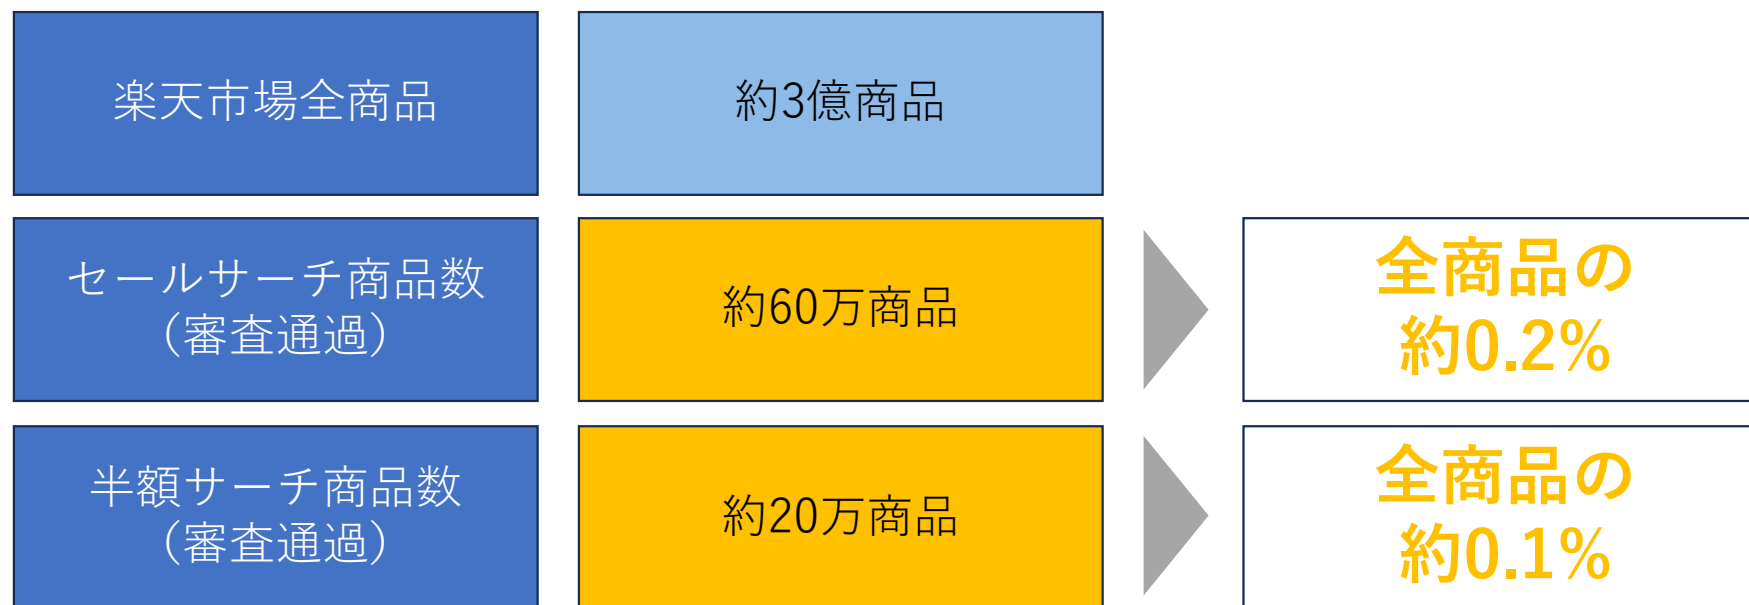 楽天市場全商品
約3億商品
セールサーチ商品数
（審査通過）
約60万商品
全商品の
約0.2%
半額サーチ商品数
（審査通過）
約20万商品
全商品の
約0.1%